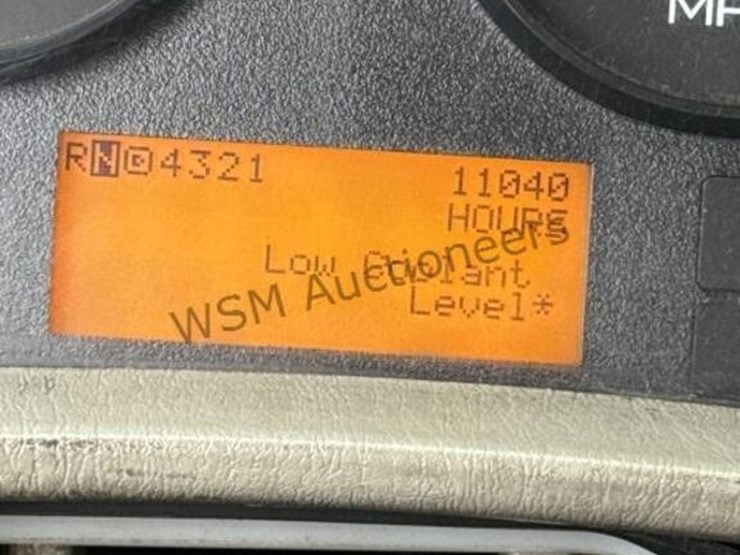 MP
RN©4321
11040
HOURS
Low Coolant
Level*
WSM Auctioneers